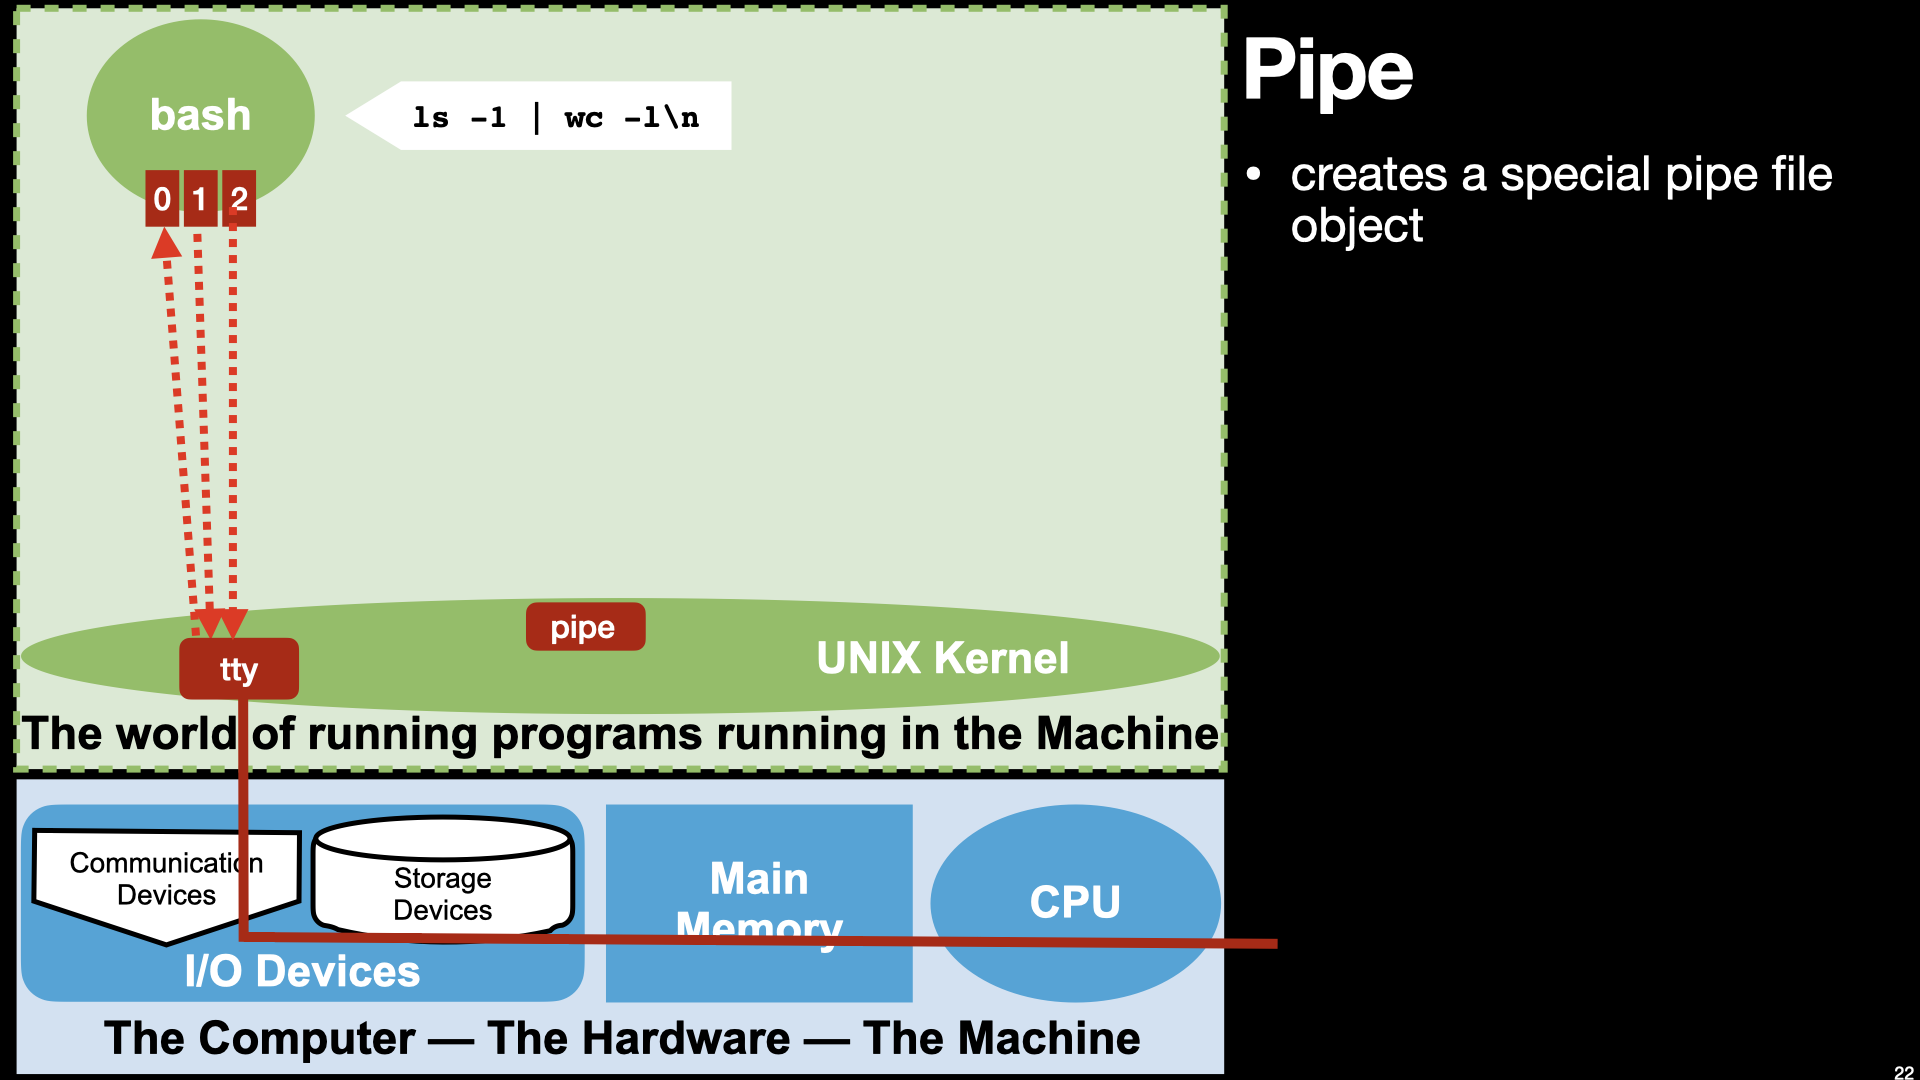 Pipe
• creates a special pipe file
object
bash
ls -1 | wc -l\n
0 1 2
pipe
UNIX Kernel
tty
The world of running programs running in the Machine
Communication
Devices
Storage
Devices
I/O Devices
Main
Memory
CPU
The Computer — The Hardware — The Machine
22